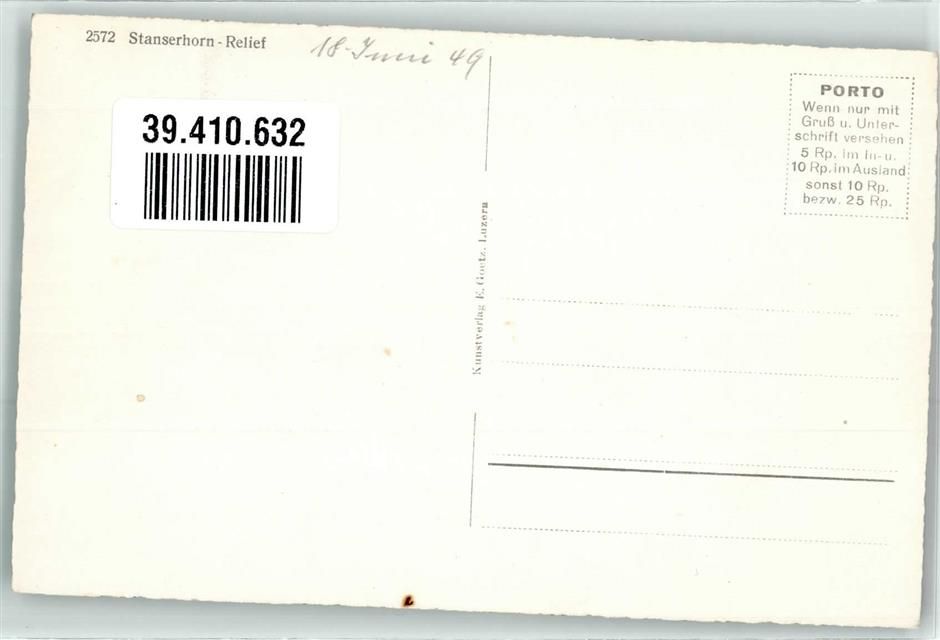 2572 Stanserhorn - Relief
18 Juni 49
39.410.632
PORTO
Wenn nur mit
Gruß u. Unter-
schrift versehen
5 Rp. im In- u.
10 Rp. im Ausland
sonst 10 Rp.
bezw. 25 Rp.
Kunstverlag E. Goetz, Luzern